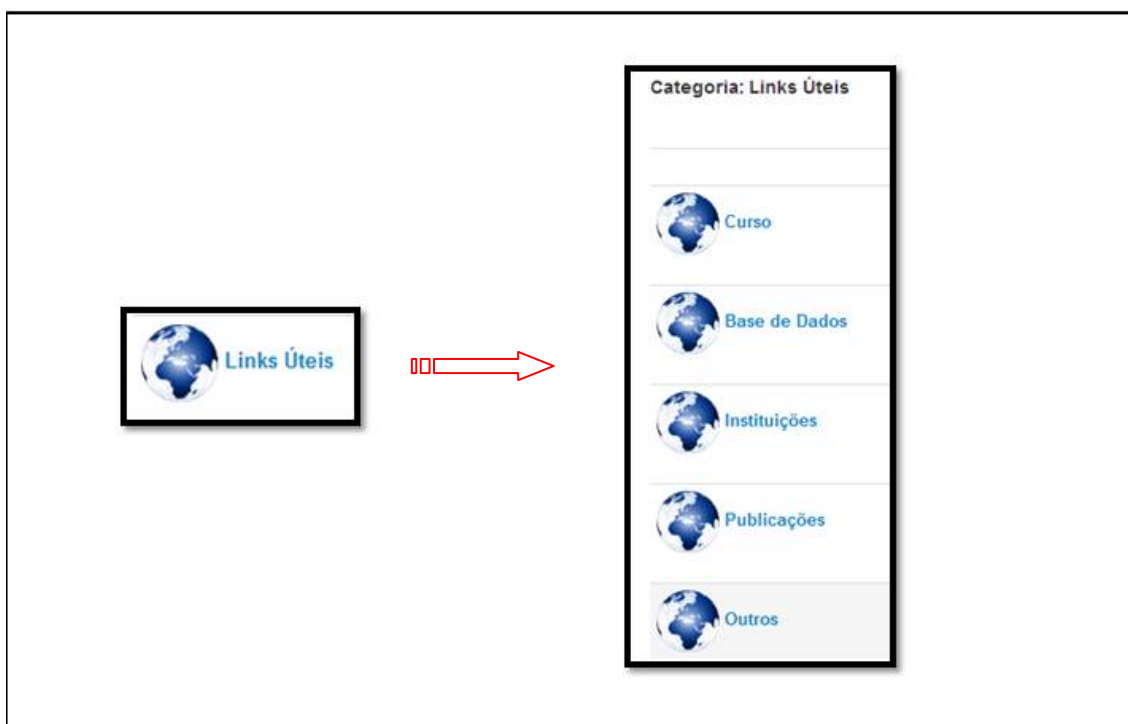 Links Úteis
Categoria: Links Úteis
Curso
Base de Dados
Instituições
Publicações
Outros